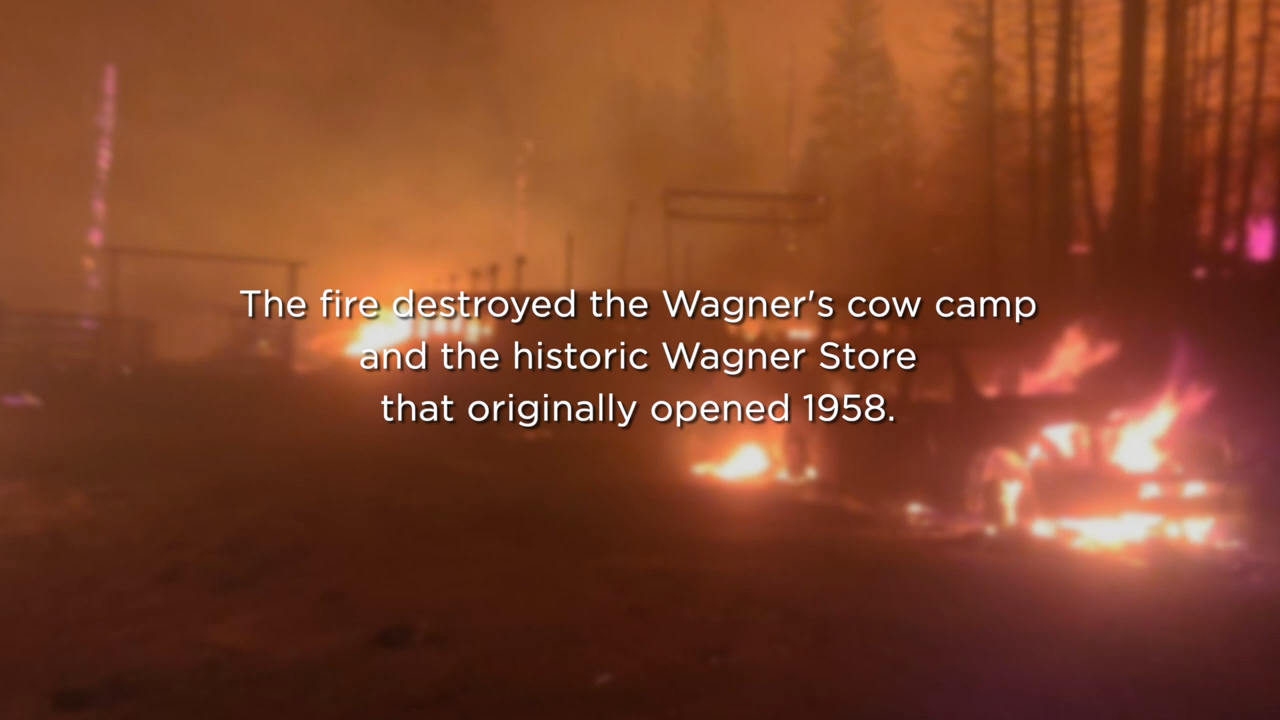 The fire destroyed the Wagner's cow camp
and the historic Wagner Store
that originally opened 1958.